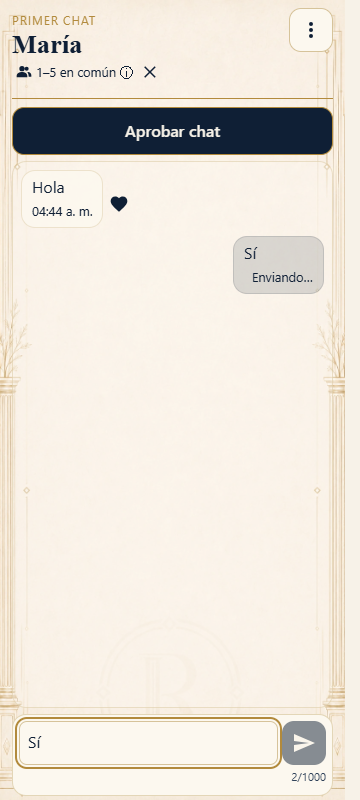 PRIMER CHAT
María
1–5 en común
Aprobar chat
Hola
04:44 a. m.
Sí
Enviando...
Sí
2/1000